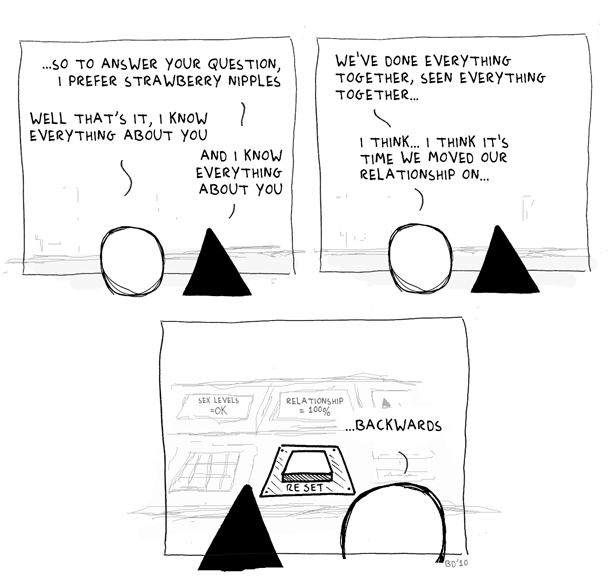 ...SO TO ANSWER YOUR QUESTION,
I PREFER STRAWBERRY NIPPLES
WELL THAT'S IT, I KNOW
EVERYTHING ABOUT YOU
AND I KNOW
EVERYTHING
ABOUT YOU
WE'VE DONE EVERYTHING
TOGETHER, SEEN EVERYTHING
TOGETHER...
I THINK... I THINK IT'S
TIME WE MOVED OUR
RELATIONSHIP ON...
SEX LEVELS
=OK
RELATIONSHIP
= 100%
...BACKWARDS
RESET
BD'10